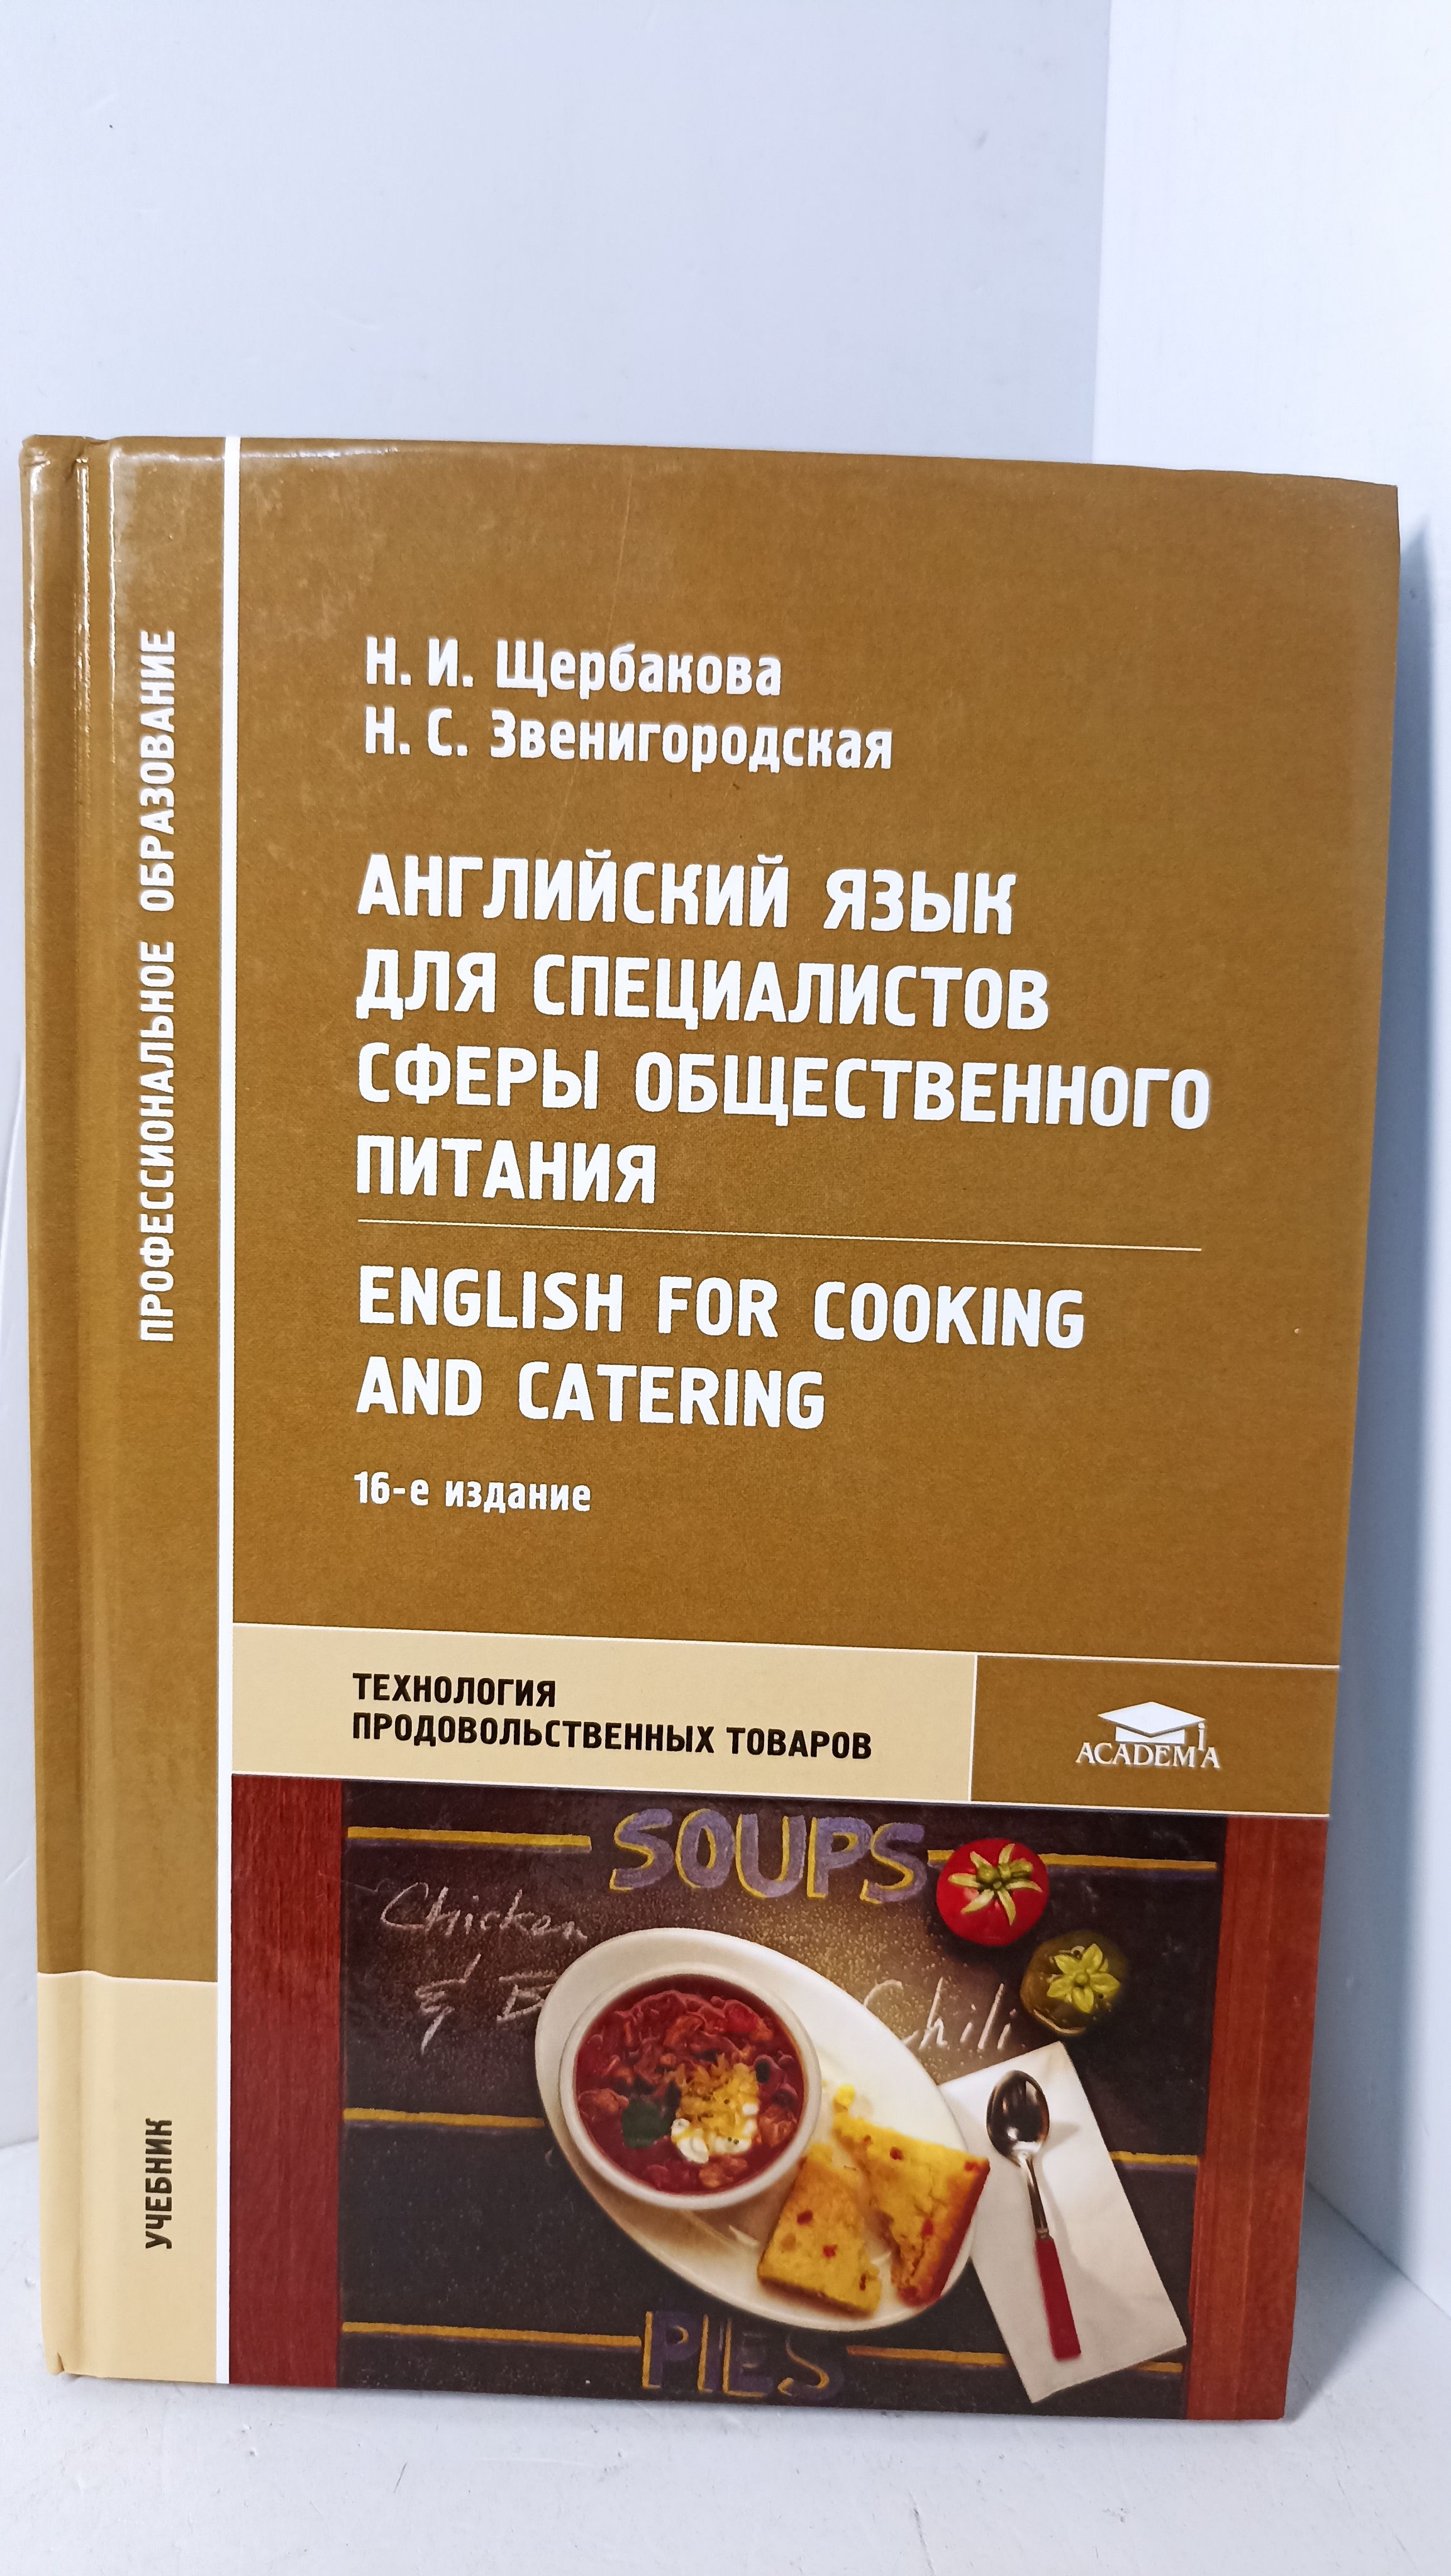 Н. И. Щербакова
Н. С. Звенигородская
АНГЛИЙСКИЙ ЯЗЫК
ДЛЯ СПЕЦИАЛИСТОВ
СФЕРЫ ОБЩЕСТВЕННОГО
ПИТАНИЯ
ENGLISH FOR COOKING
AND CATERING
16-е издание
ТЕХНОЛОГИЯ
ПРОДОВОЛЬСТВЕННЫХ ТОВАРОВ
ACADEMiA
SOUPS
Chicken
&
Chili
PIES
ПРОФЕССИОНАЛЬНОЕ ОБРАЗОВАНИЕ
УЧЕБНИК